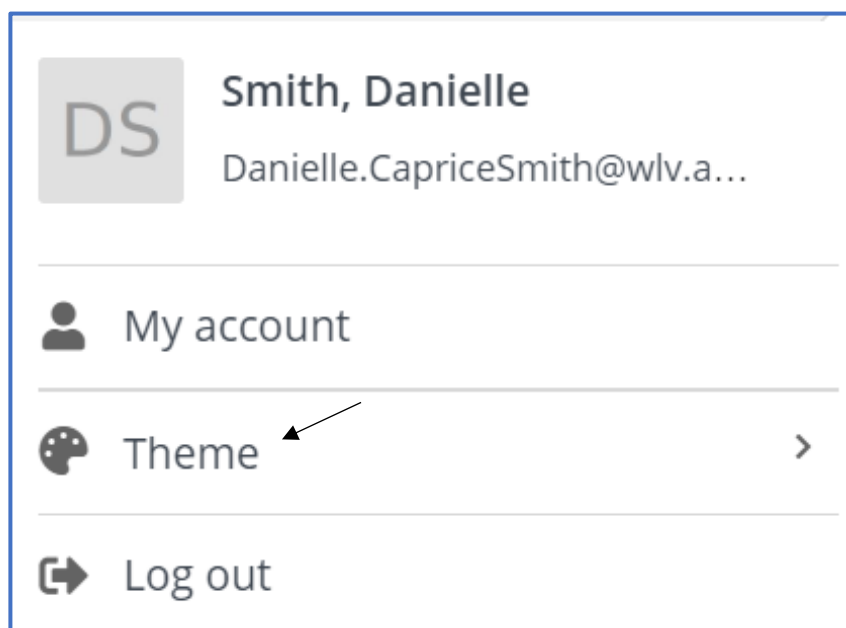 DS
Smith, Danielle
Danielle.CapriceSmith@wlv.a...
My account
Theme
Log out